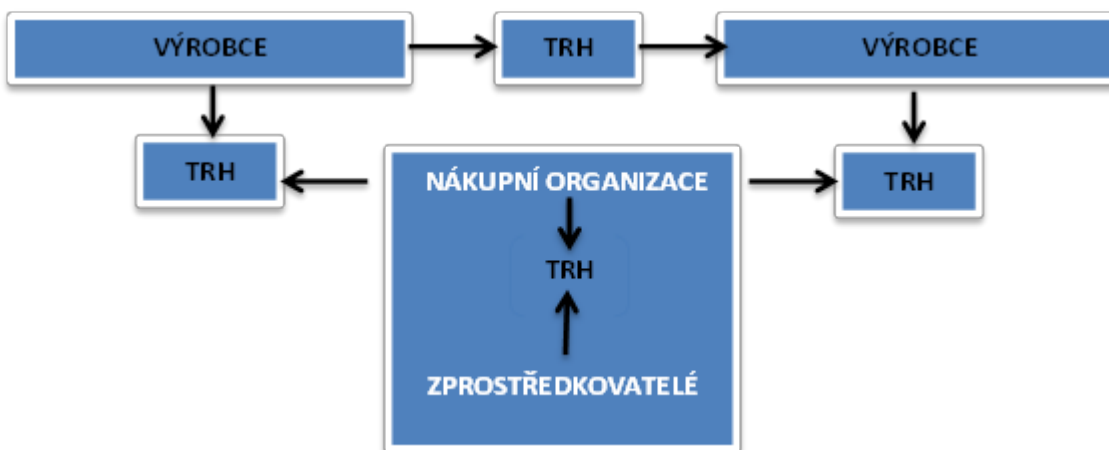 VÝROBCE
TRH
VÝROBCE
TRH
NÁKUPNÍ ORGANIZACE
TRH
TRH
ZPROSTŘEDKOVATELÉ